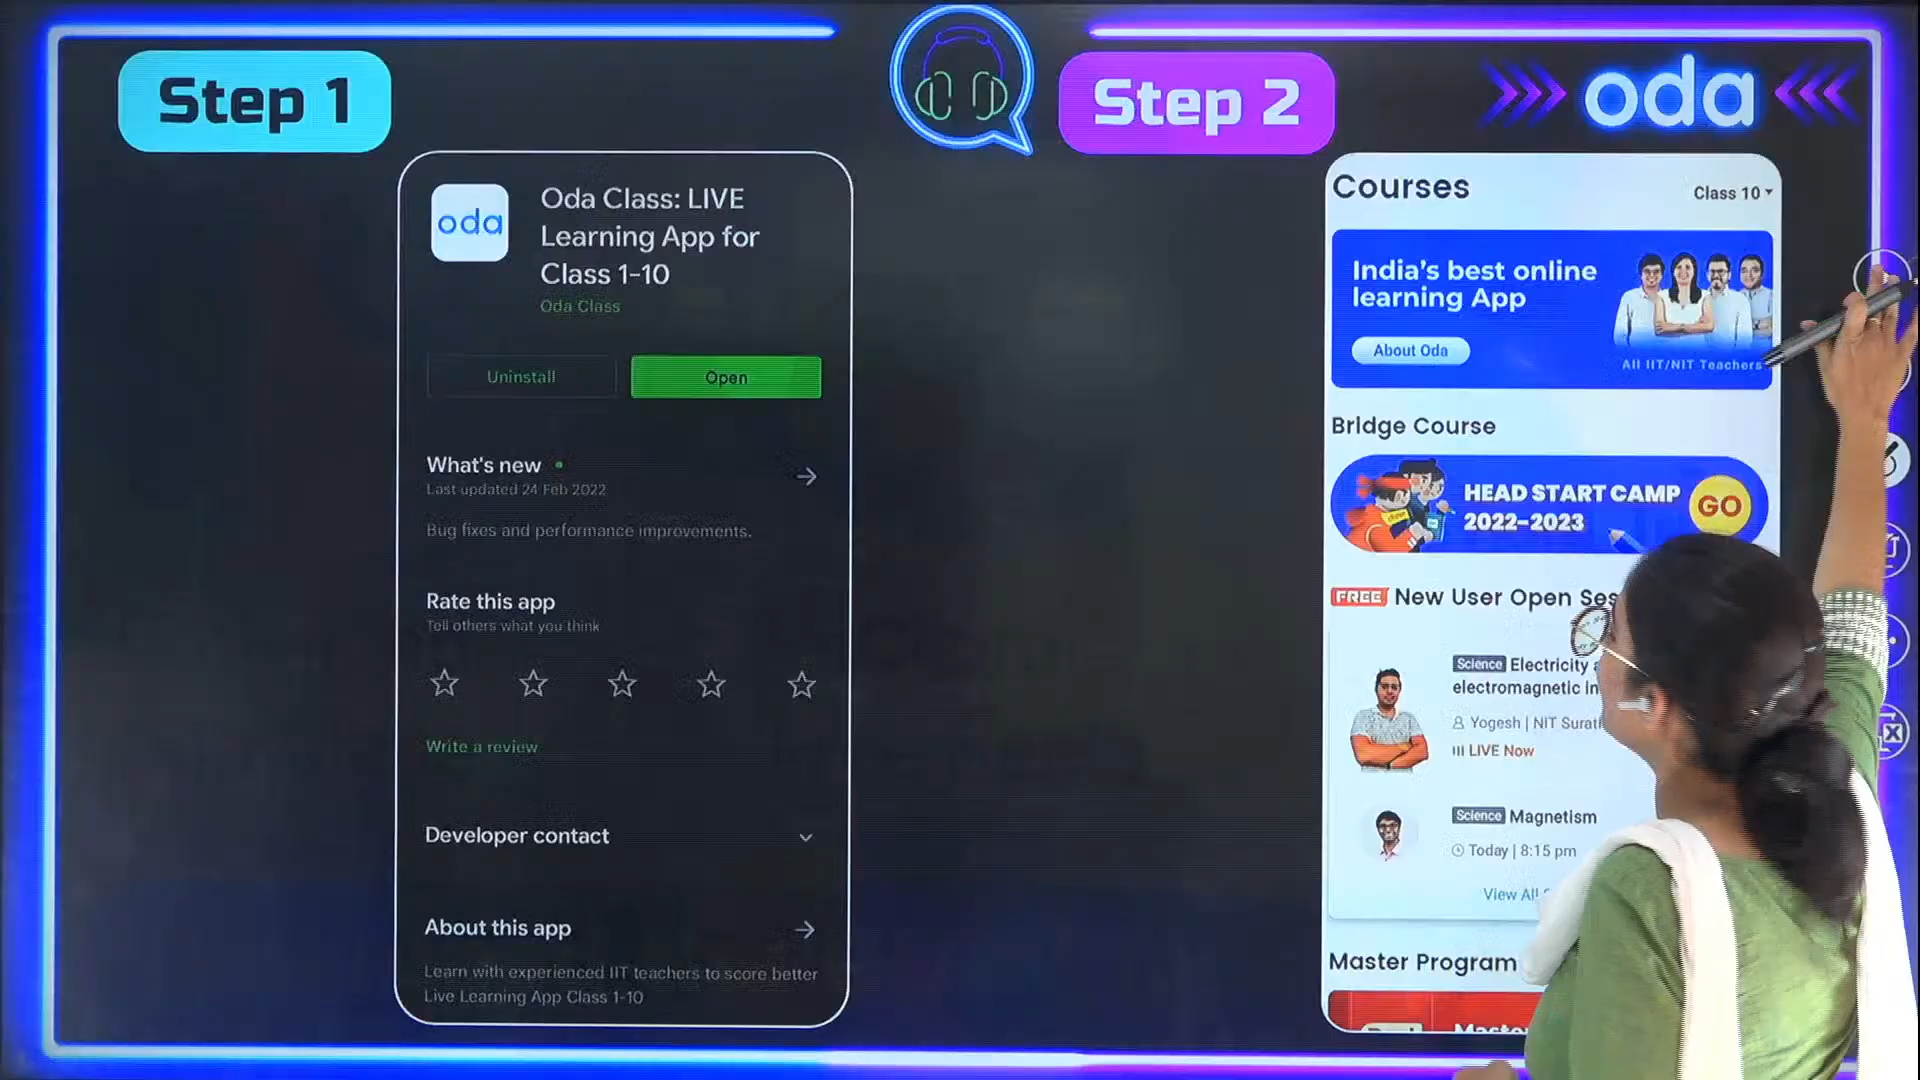 Step 1
Oda Class: LIVE
Learning App for
Class 1-10
Oda Class
oda
Uninstall
Open
What's new
Last updated 24 Feb 2022
Bug fixes and performance improvements.
Rate this app
Tell others what you think
Write a review
Developer contact
About this app
Learn with experienced IIT teachers to score better
Live Learning App Class 1-10
Step 2
oda
Courses
Class 10
India's best online
learning App
About Oda
All IIT/NIT Teachers
Bridge Course
HEAD START CAMP
2022-2023
GO
FREE New User Open
Science Electricity
electromagnetic
Yogesh | NIT
LIVE Now
Science Magnetism
Today | 8:15 pm
View All
Master Program